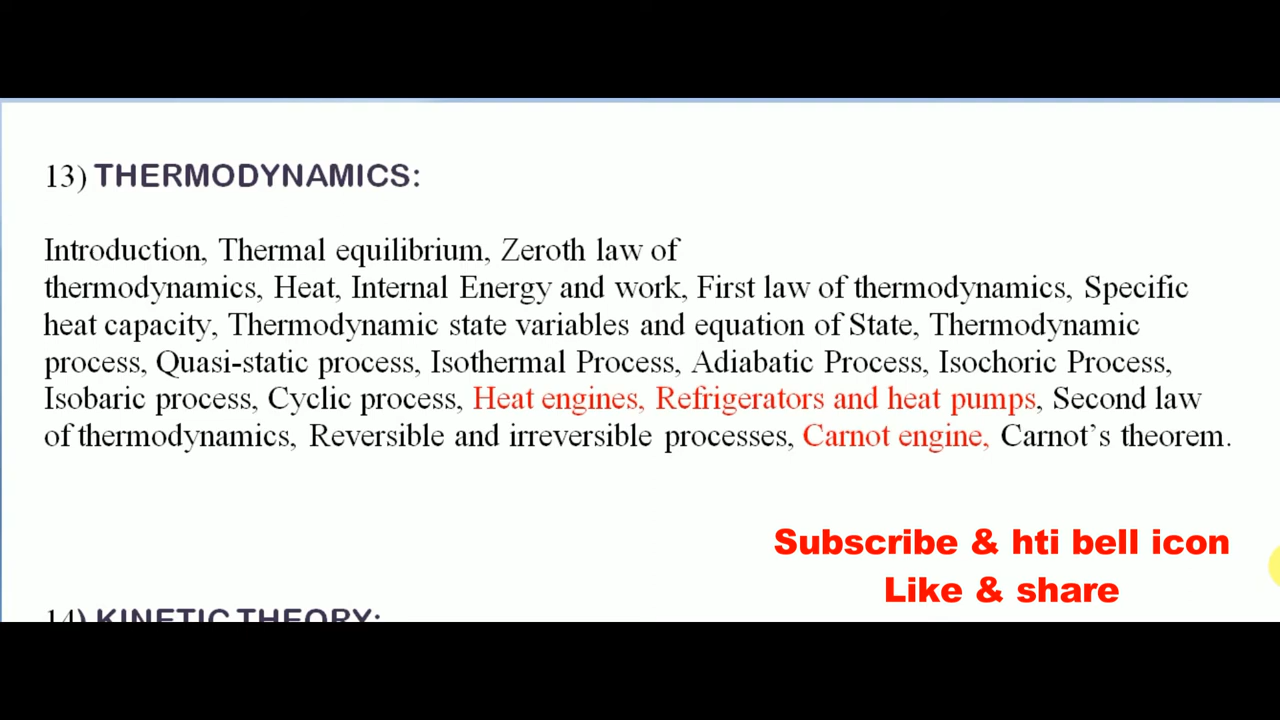 13) THERMODYNAMICS:
Introduction, Thermal equilibrium, Zeroth law of
thermodynamics, Heat, Internal Energy and work, First law of thermodynamics, Specific
heat capacity, Thermodynamic state variables and equation of State, Thermodynamic
process, Quasi-static process, Isothermal Process, Adiabatic Process, Isochoric Process,
Isobaric process, Cyclic process, Heat engines, Refrigerators and heat pumps, Second law
of thermodynamics, Reversible and irreversible processes, Carnot engine, Carnot’s theorem.
Subscribe & hti bell icon
Like & share
14) KINETIC THEORY: